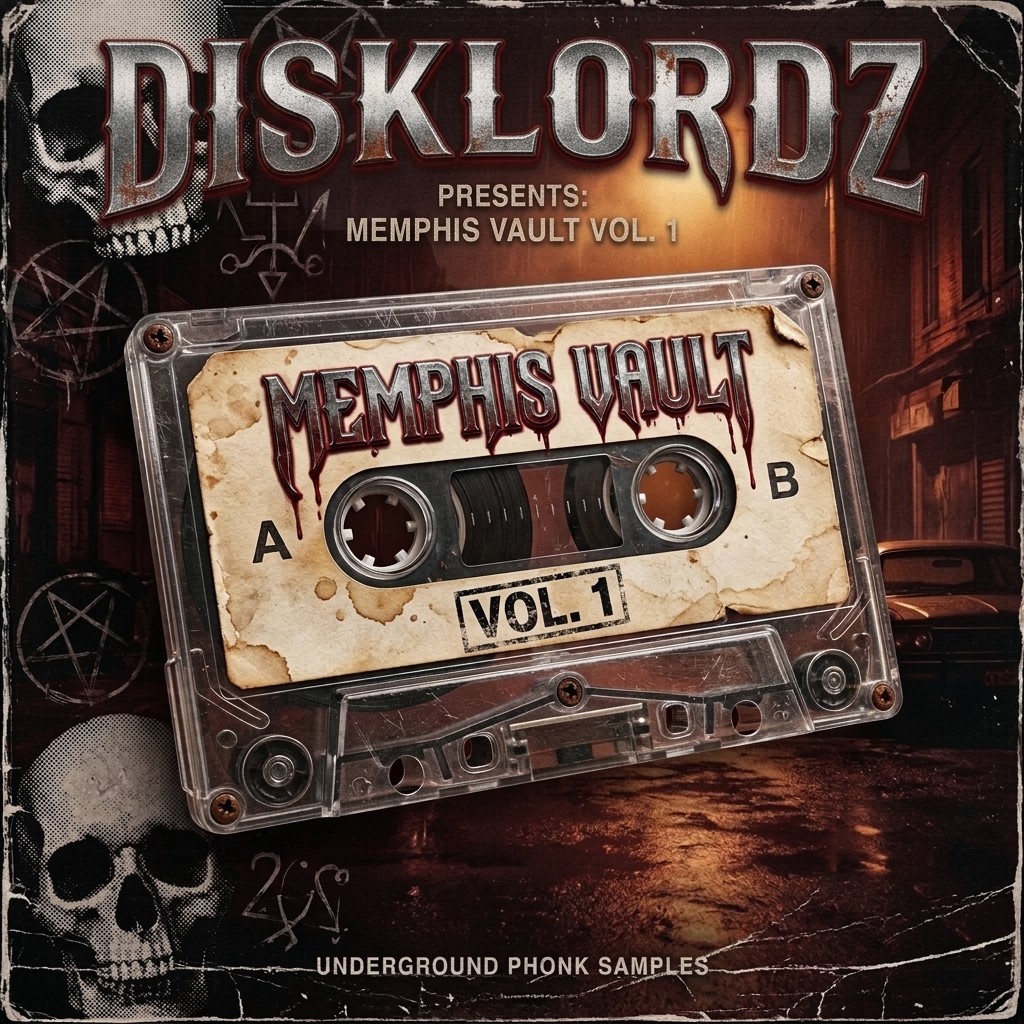 DISKLORDZ
PRESENTS:
MEMPHIS VAULT VOL. 1
MEMPHIS VAULT
A
B
VOL. 1
UNDERGROUND PHONK SAMPLES